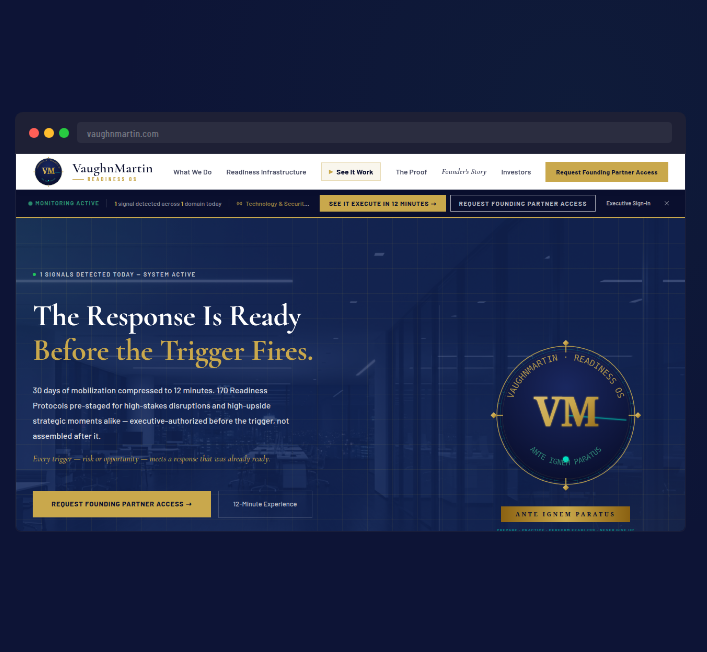 vaughnmartin.com
VM
VaughnMartin
READINESS OS
What We Do
Readiness Infrastructure
▶ See It Work
The Proof
Founder's Story
Investors
Request Founding Partner Access
MONITORING ACTIVE
1 signal detected across 1 domain today
Technology & Securit...
SEE IT EXECUTE IN 12 MINUTES →
REQUEST FOUNDING PARTNER ACCESS
Executive Sign-In
×
1 SIGNALS DETECTED TODAY — SYSTEM ACTIVE
The Response Is Ready
Before the Trigger Fires.
30 days of mobilization compressed to 12 minutes. 170 Readiness
Protocols pre-staged for high-stakes disruptions and high-upside
strategic moments alike — executive-authorized before the trigger, not
assembled after it.
Every trigger — risk or opportunity — meets a response that was already ready.
REQUEST FOUNDING PARTNER ACCESS →
12-Minute Experience
VAUGHNMARTIN · READINESS OS
VM
ANTE IGNEM PARATUS
ANTE IGNEM PARATUS